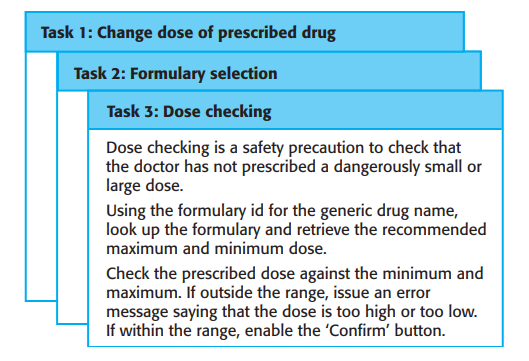 Task 1: Change dose of prescribed drug
Task 2: Formulary selection
Task 3: Dose checking
Dose checking is a safety precaution to check that
the doctor has not prescribed a dangerously small or
large dose.
Using the formulary id for the generic drug name,
look up the formulary and retrieve the recommended
maximum and minimum dose.
Check the prescribed dose against the minimum and
maximum. If outside the range, issue an error
message saying that the dose is too high or too low.
If within the range, enable the ‘Confirm’ button.